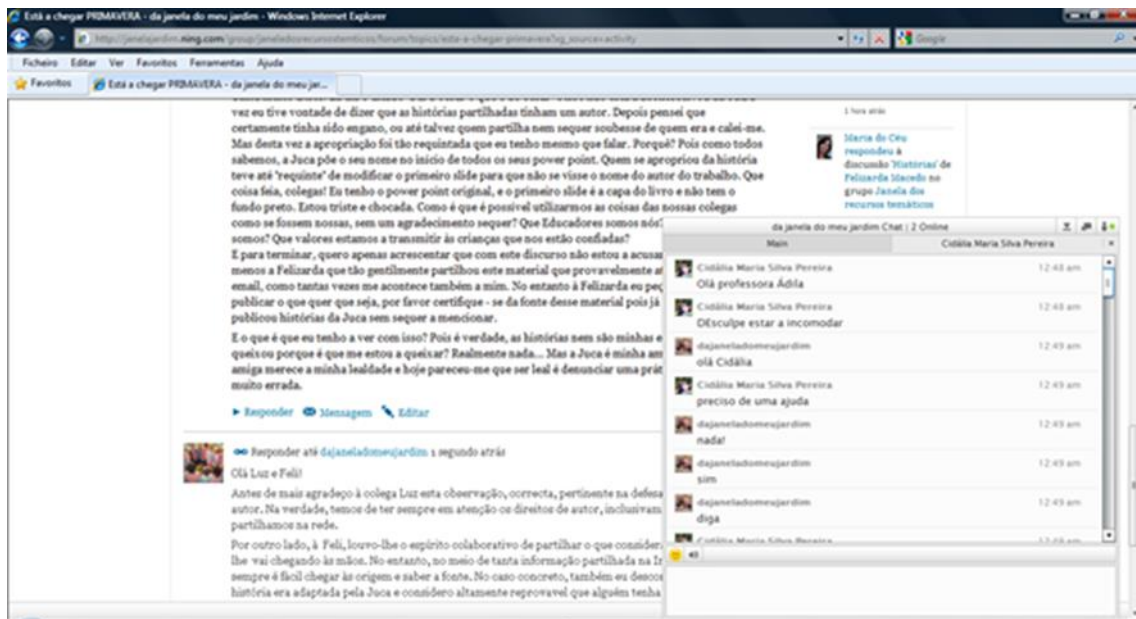 Está a chegar PRIMAVERA - da janela do meu jardim - Windows Internet Explorer
http://janelajardim.ning.com/group/janeladosrecursostemticos/forum/topics/esta-a-chegar-primavera?xg_source=activity
Google
Ficheiro Editar Ver Favoritos Ferramentas Ajuda
Favoritos Está a chegar PRIMAVERA - da janela do meu jar...
vez eu tive vontade de dizer que as histórias partilhadas tinham um autor. Depois pensei que
certamente tinha sido engano, ou até talvez quem partilha nem sequer soubesse de quem era e calei-me.
Mas desta vez a apropriação foi tão requintada que eu tenho mesmo que falar. Porquê? Pois como todos
sabemos, a Juca põe o seu nome no início de todos os seus power point. Quem se apropriou da história
teve até 'requinte' de modificar o primeiro slide para que não se visse o nome do autor do trabalho. Que
coisa feia, colegas! Eu tenho o power point original, e o primeiro slide é a capa do livro e não tem o
fundo preto. Estou triste e chocada. Como é que é possível utilizarmos as coisas das nossas colegas
como se fossem nossas, sem um agradecimento sequer? Que Educadores somos nós?
somos? Que valores estamos a transmitir às crianças que nos estão confiadas?
E para terminar, quero apenas acrescentar que com este discurso não estou a acusa
menos a Felizarda que tão gentilmente partilhou este material que provavelmente a
email, como tantas vezes me acontece também a mim. No entanto à Felizarda eu peç
publicar o que quer que seja, por favor certifique - se da fonte desse material pois já
publicou histórias da Juca sem sequer a mencionar.
E o que é que eu tenho a ver com isso? Pois é verdade, as histórias nem são minhas e
queixou porque é que me estou a queixar? Realmente nada... Mas a Juca é minha am
amiga merece a minha lealdade e hoje pareceu-me que ser leal é denunciar uma prát
muito errada.
Responder Mensagem Editar
Responder até dajaneladomeujardim 1 segundo atrás
Olá Luz e Feli!
Antes de mais agradeço à colega Luz esta observação, correcta, pertinente na defesa
autor. Na verdade, temos de ter sempre em atenção os direitos de autor, inclusivam
partilhamos na rede.
Por outro lado, à Feli, louvo-lhe o espírito colaborativo de partilhar o que consider
lhe vai chegando às mãos. No entanto, no meio de tanta informação partilhada na I
sempre é fácil chegar às origem e saber a fonte. No caso concreto, também eu desco
história era adaptada pela Juca e considero altamente reprovavel que alguém tenha
1 hora atrás
Maria do Céu
respondeu à
discussão 'Histórias' de
Felizarda Macedo no
grupo Janela dos
recursos temáticos
da janela do meu jardim Chat | 2 Online
Main Cidália Maria Silva Pereira
Cidália Maria Silva Pereira 12:48 am
Olá professora Ádila
Cidália Maria Silva Pereira 12:48 am
DEsculpe estar a incomodar
dajaneladomeujardim 12:49 am
olá Cidália
Cidália Maria Silva Pereira 12:49 am
preciso de uma ajuda
dajaneladomeujardim 12:49 am
nada!
dajaneladomeujardim 12:49 am
sim
dajaneladomeujardim 12:49 am
diga
Cidália Maria Silva Pereira